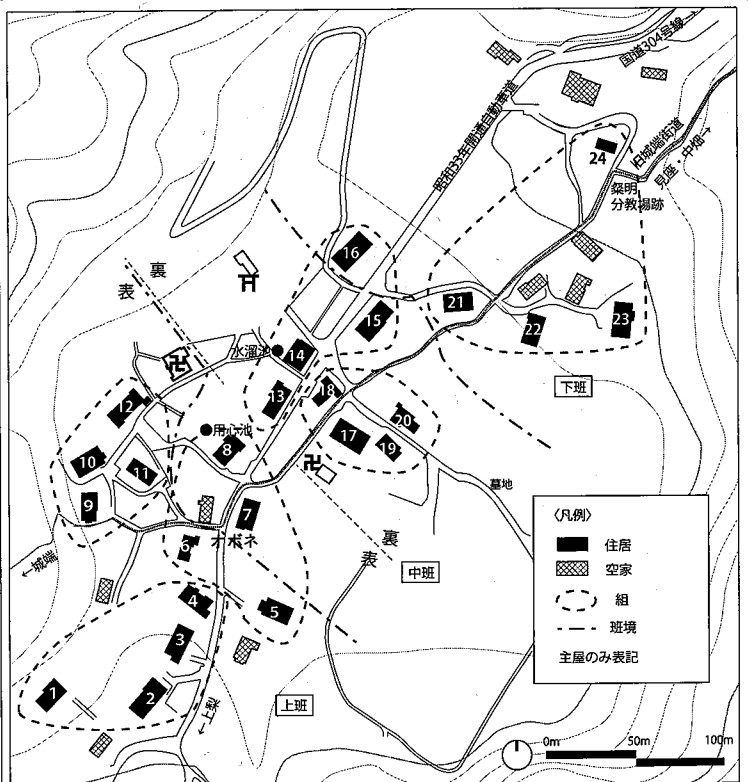 国道304号線→
昭和33年開通自動車道
旧城端街道
見座・中畑→
24
粲明
分教場跡
裏
表
16
15
21
22
23
下班
水溜池
14
13
18
12
用心池
8
17
20
19
10
11
9
墓地
7
オボネ
6
裏
表
中班
←城端
4
5
3
1
2
←上梨
上班
〈凡例〉
住居
空家
組
班境
主屋のみ表記
0m 50m 100m